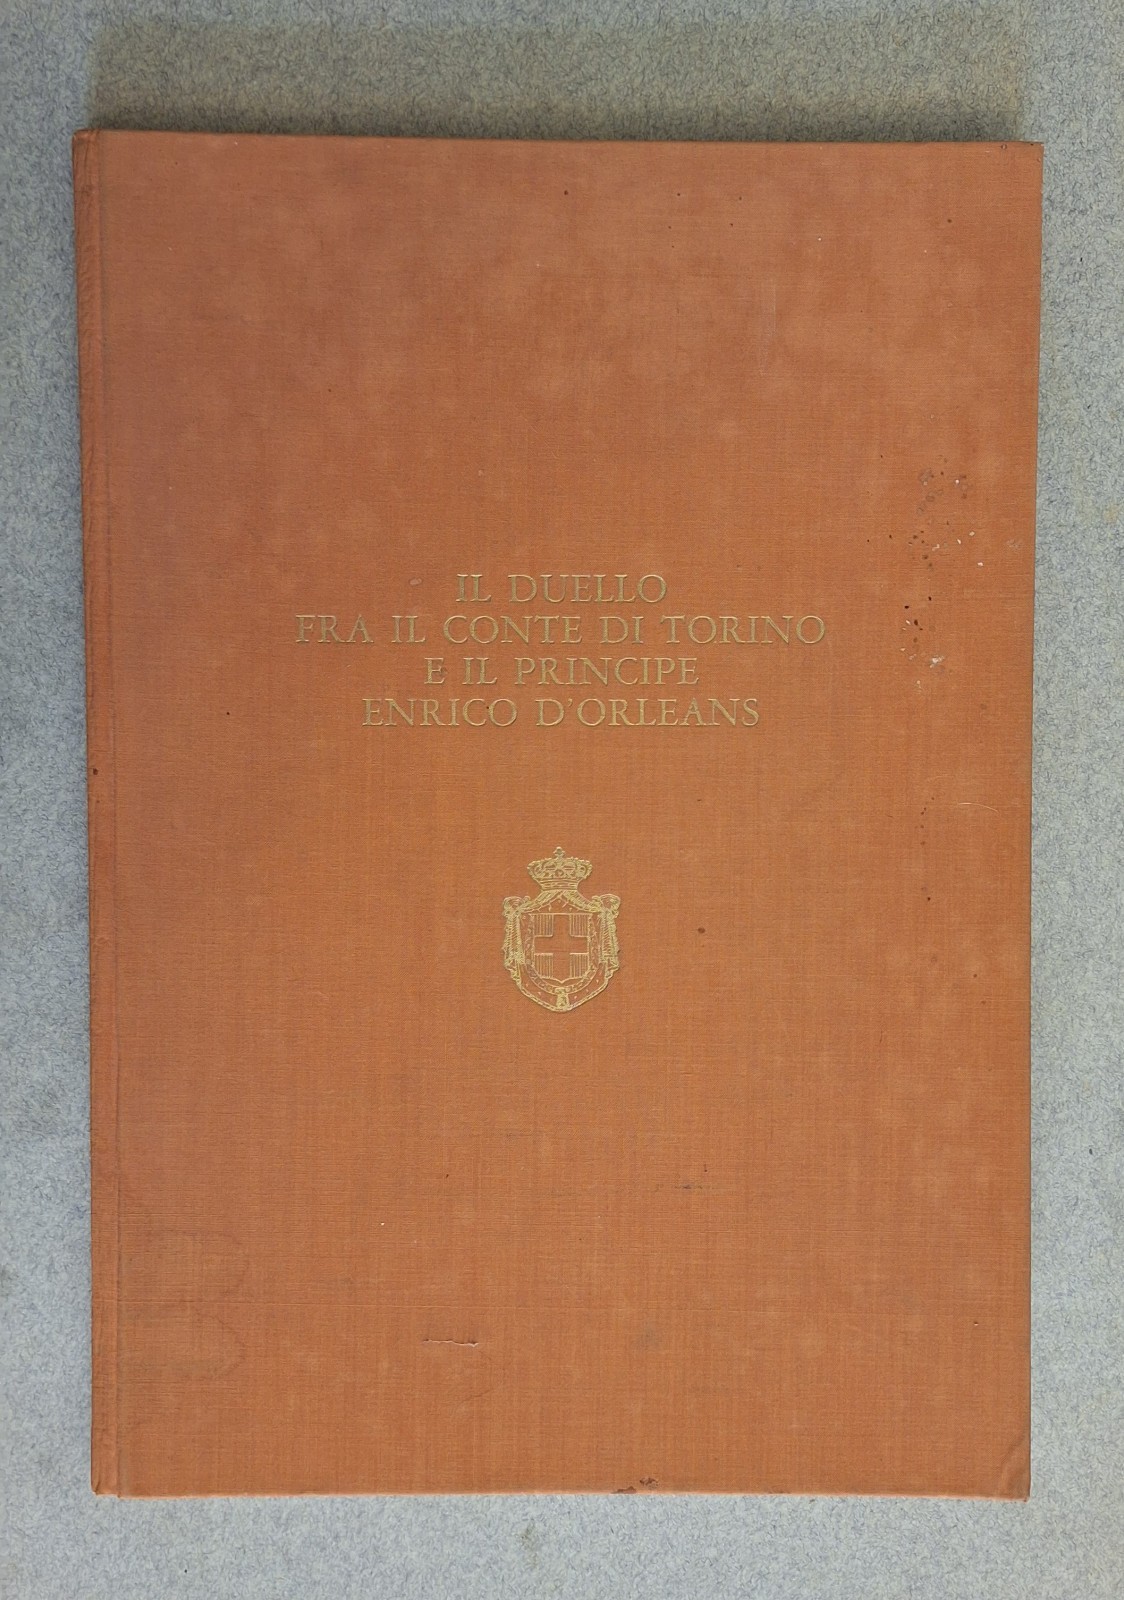 IL DUELLO
FRA IL CONTE DI TORINO
E IL PRINCIPE
ENRICO D'ORLEANS